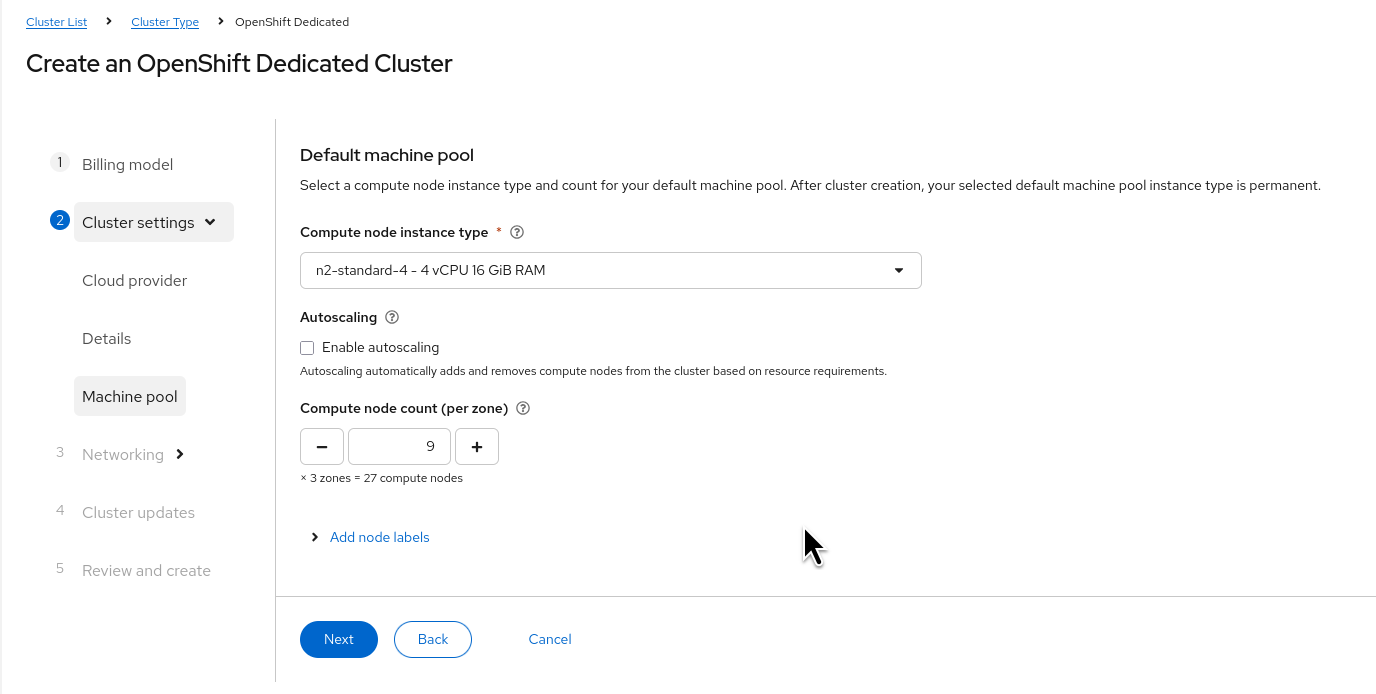 Cluster List > Cluster Type > OpenShift Dedicated
Create an OpenShift Dedicated Cluster
1 Billing model
2 Cluster settings
Cloud provider
Details
Machine pool
3 Networking
4 Cluster updates
5 Review and create
Default machine pool
Select a compute node instance type and count for your default machine pool. After cluster creation, your selected default machine pool instance type is permanent.
Compute node instance type *
n2-standard-4 - 4 vCPU 16 GiB RAM
Autoscaling
Enable autoscaling
Autoscaling automatically adds and removes compute nodes from the cluster based on resource requirements.
Compute node count (per zone)
9
× 3 zones = 27 compute nodes
Add node labels
Next Back Cancel